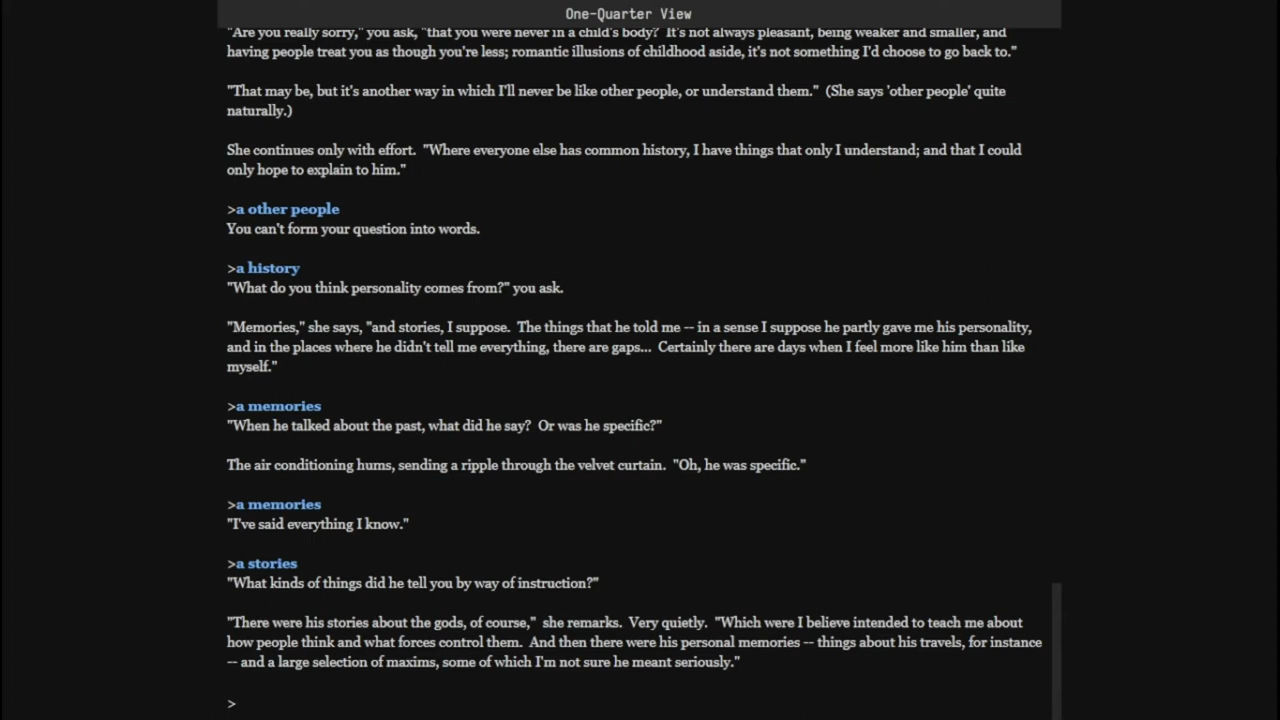 One-Quarter View
"Are you really sorry," you ask, "that you were never in a child's body?  It's not always pleasant, being weaker and smaller, and
having people treat you as though you're less; romantic illusions of childhood aside, it's not something I'd choose to go back to."
"That may be, but it's another way in which I'll never be like other people, or understand them."  (She says 'other people' quite
naturally.)
She continues only with effort.  "Where everyone else has common history, I have things that only I understand; and that I could
only hope to explain to him."
>a other people
You can't form your question into words.
>a history
"What do you think personality comes from?" you ask.
"Memories," she says, "and stories, I suppose.  The things that he told me -- in a sense I suppose he partly gave me his personality,
and in the places where he didn't tell me everything, there are gaps...  Certainly there are days when I feel more like him than like
myself."
>a memories
"When he talked about the past, what did he say?  Or was he specific?"
The air conditioning hums, sending a ripple through the velvet curtain.  "Oh, he was specific."
>a memories
"I've said everything I know."
>a stories
"What kinds of things did he tell you by way of instruction?"
"There were his stories about the gods, of course,"  she remarks.  Very quietly.  "Which were I believe intended to teach me about
how people think and what forces control them.  And then there were his personal memories -- things about his travels, for instance
-- and a large selection of maxims, some of which I'm not sure he meant seriously."
>